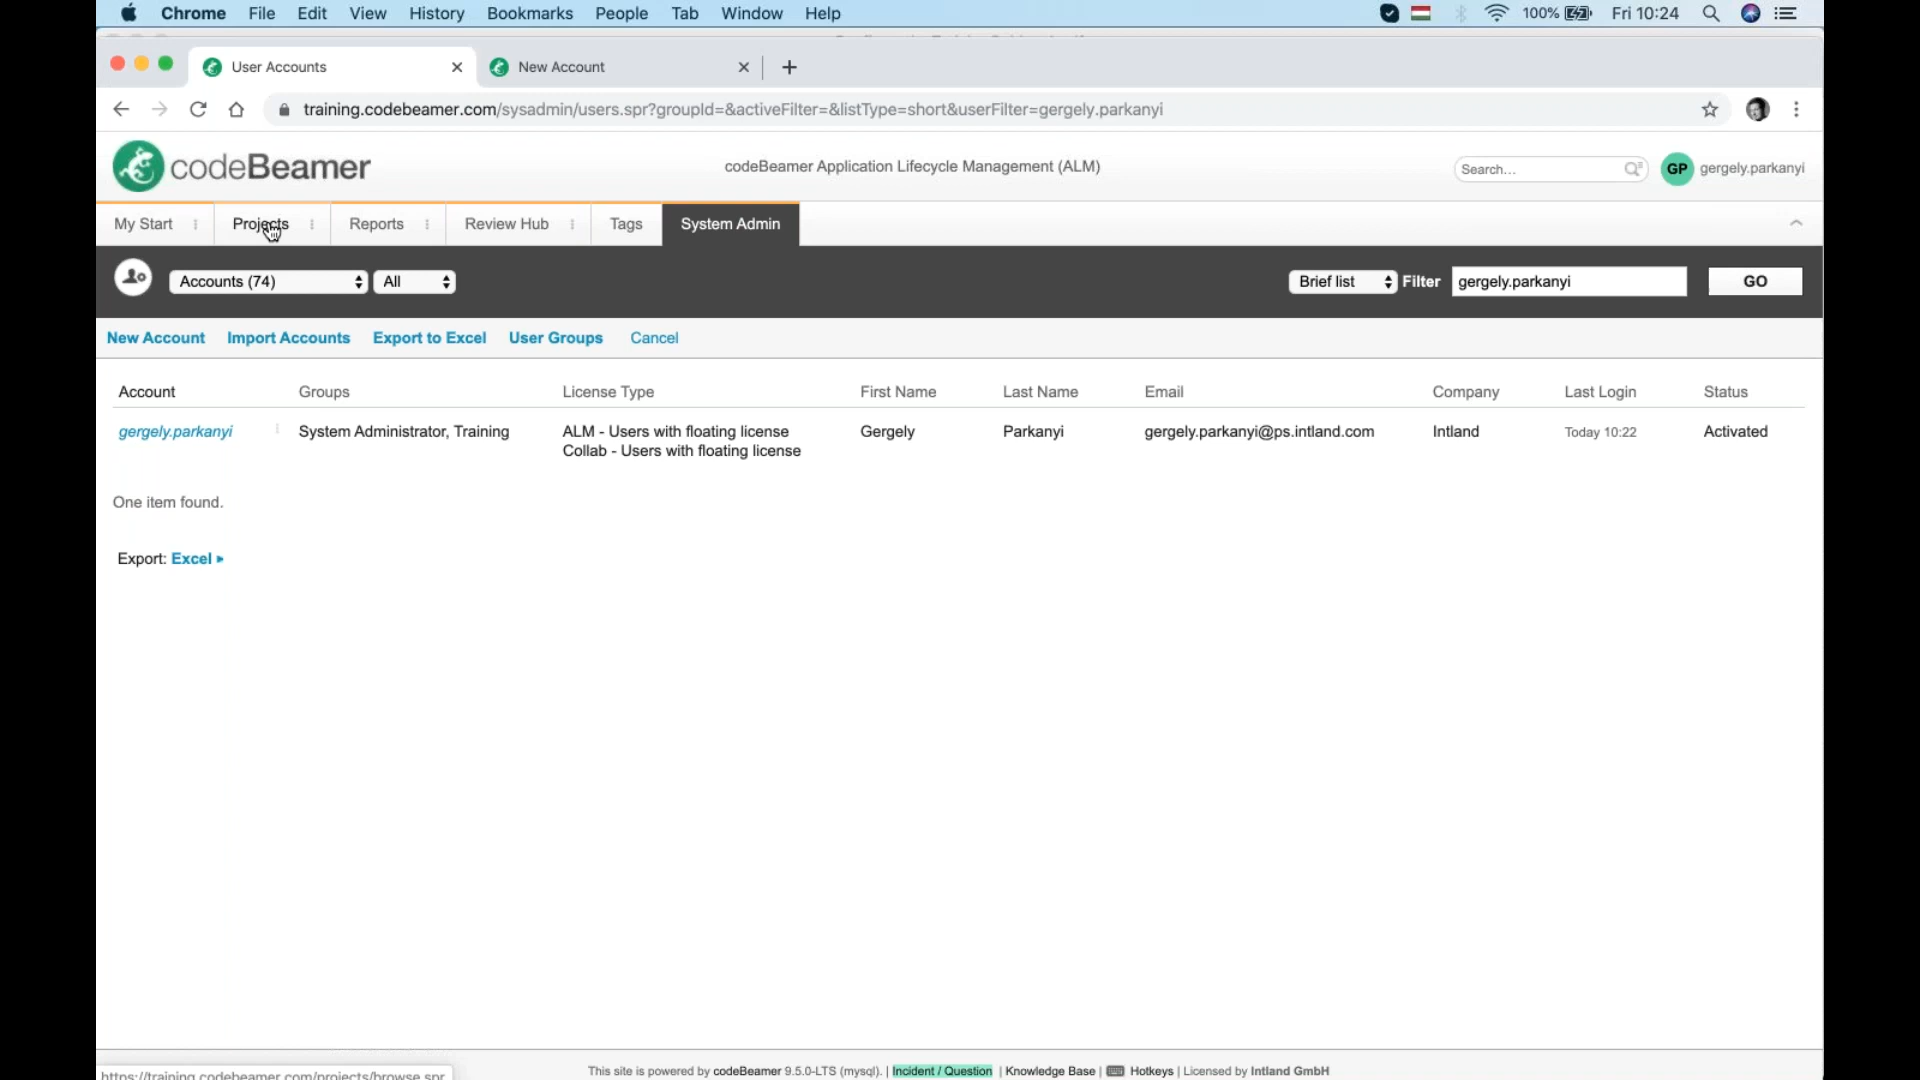 Chrome File Edit View History Bookmarks People Tab Window Help 100% Fri 10:24
User Accounts New Account
training.codebeamer.com/sysadmin/users.spr?groupId=&activeFilter=&listType=short&userFilter=gergely.parkanyi
codeBeamer codeBeamer Application Lifecycle Management (ALM) Search... GP gergely.parkanyi
My Start Projects Reports Review Hub Tags System Admin
Accounts (74) All Brief list Filter gergely.parkanyi GO
New Account Import Accounts Export to Excel User Groups Cancel
Account Groups License Type First Name Last Name Email Company Last Login Status
gergely.parkanyi System Administrator, Training ALM - Users with floating license Gergely Parkanyi gergely.parkanyi@ps.intland.com Intland Today 10:22 Activated
Collab - Users with floating license
One item found.
Export: Excel
This site is powered by codeBeamer 9.5.0-LTS (mysql). | Incident / Question | Knowledge Base | Hotkeys | Licensed by Intland GmbH
https://training.codebeamer.com/projects/browse.spr